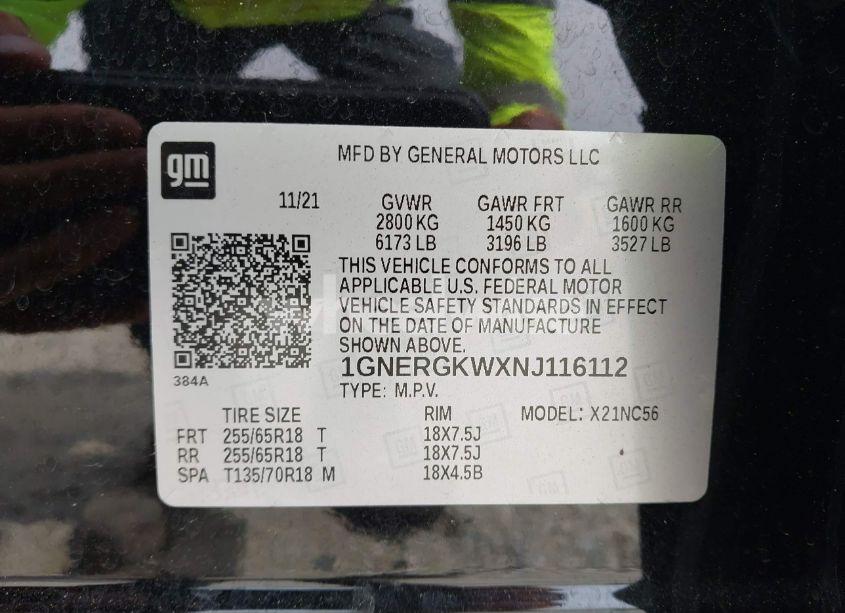 gm
MFD BY GENERAL MOTORS LLC
11/21 GVWR GAWR FRT GAWR RR
2800 KG 1450 KG 1600 KG
6173 LB 3196 LB 3527 LB
THIS VEHICLE CONFORMS TO ALL
APPLICABLE U.S. FEDERAL MOTOR
VEHICLE SAFETY STANDARDS IN EFFECT
ON THE DATE OF MANUFACTURE
SHOWN ABOVE.
384A
1GNERGKWXNJ116112
TYPE: M.P.V.
TIRE SIZE RIM MODEL: X21NC56
FRT 255/65R18 T 18X7.5J
RR 255/65R18 T 18X7.5J
SPA T135/70R18 M 18X4.5B